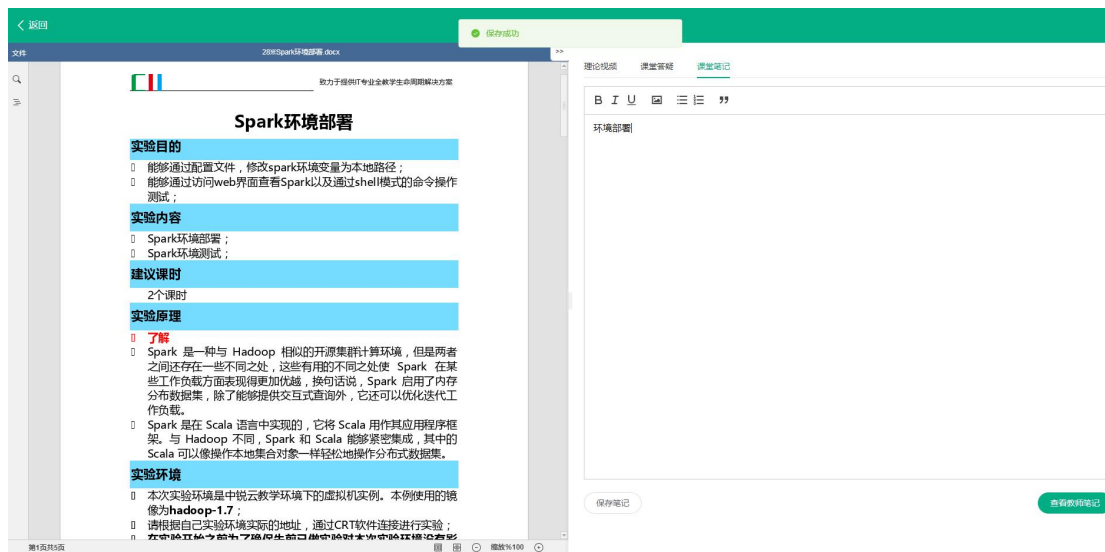 返回
保存成功
文件
28米Spark环境部署.docx
>>
致力于提供IT专业全教学生命周期解决方案
Spark环境部署
实验目的
能够通过配置文件，修改spark环境变量为本地路径；
能够通过访问web界面查看Spark以及通过shell模式的命令操作
测试；
实验内容
Spark环境部署；
Spark环境测试；
建议课时
2个课时
实验原理
了解
Spark 是一种与 Hadoop 相似的开源集群计算环境，但是两者
之间还存在一些不同之处，这些有用的不同之处使 Spark 在某
些工作负载方面表现得更加优越，换句话说，Spark 启用了内存
分布数据集，除了能够提供交互式查询外，它还可以优化迭代工
作负载。
Spark 是在 Scala 语言中实现的，它将 Scala 用作其应用程序框
架。与 Hadoop 不同，Spark 和 Scala 能够紧密集成，其中的
Scala 可以像操作本地集合对象一样轻松地操作分布式数据集。
实验环境
本次实验环境是中锐云教学环境下的虚拟机实例。本例使用的镜
像为hadoop-1.7；
请根据自己实验环境实际的地址，通过CRT软件连接进行实验；
第1页共5页
缩放%100
理论视频 课堂答疑 课堂笔记
B I U
环境部署
保存笔记
查看教师笔记